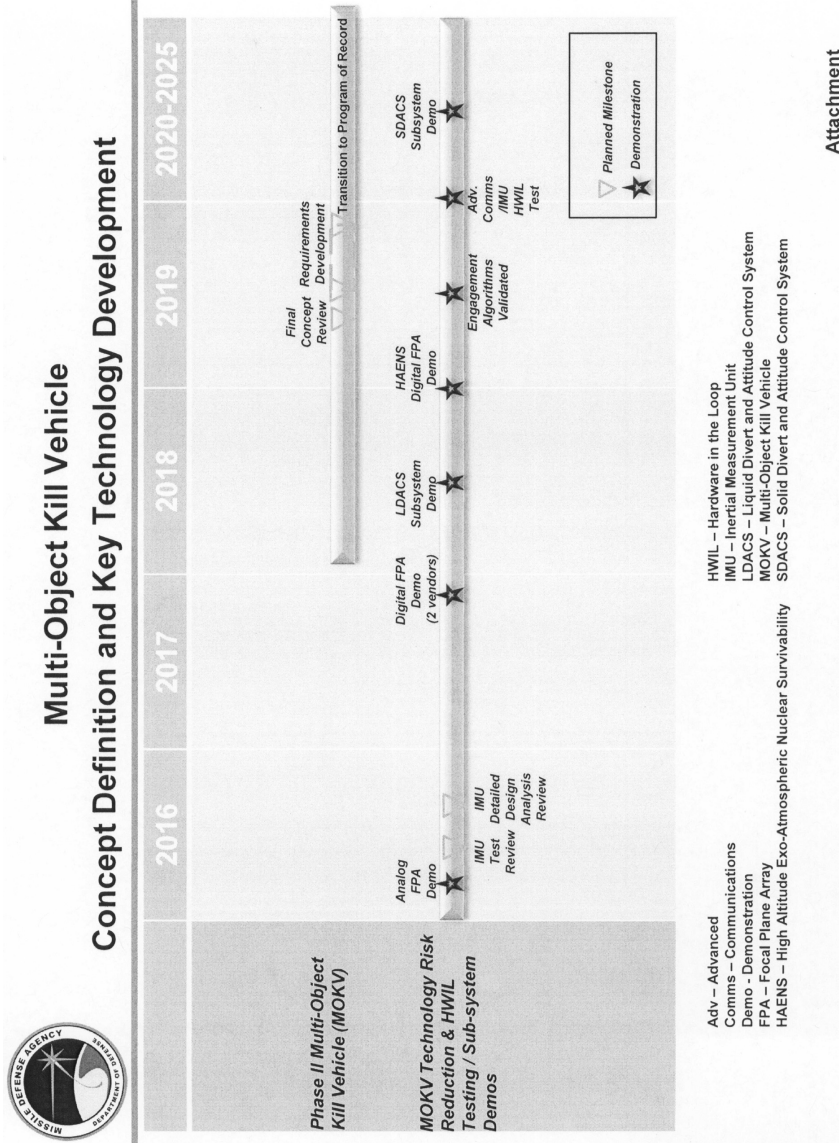 MISSILE DEFENSE AGENCY
DEPARTMENT OF DEFENSE
Multi-Object Kill Vehicle
Concept Definition and Key Technology Development
2016
2017
2018
2019
2020-2025
Phase II Multi-Object
Kill Vehicle (MOKV)
Final
Concept
Review
Requirements
Development
Transition to Program of Record
MOKV Technology Risk
Reduction & HWIL
Testing / Sub-system
Demos
Analog
FPA
Demo
IMU
Test
Review
IMU
Detailed
Design
Analysis
Review
Digital FPA
Demo
(2 vendors)
LDACS
Subsystem
Demo
HAENS
Digital FPA
Demo
Engagement
Algorithms
Validated
Adv.
Comms
/IMU
HWIL
Test
SDACS
Subsystem
Demo
Planned Milestone
Demonstration
Adv – Advanced
Comms – Communications
Demo - Demonstration
FPA – Focal Plane Array
HAENS – High Altitude Exo-Atmospheric Nuclear Survivability
HWIL – Hardware in the Loop
IMU – Inertial Measurement Unit
LDACS – Liquid Divert and Attitude Control System
MOKV – Multi-Object Kill Vehicle
SDACS – Solid Divert and Attitude Control System
Attachment